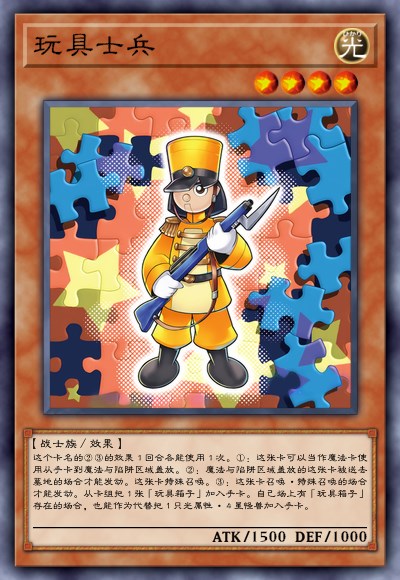 玩具士兵
光
【战士族／效果】
这个卡名的②③的效果1回合各能使用1次。①：这张卡可以当作魔法卡
使用从手卡到魔法与陷阱区域盖放。②：魔法与陷阱区域盖放的这张卡被送去
墓地的场合才能发动。这张卡特殊召唤。③：这张卡召唤·特殊召唤的场合
才能发动。从卡组把1张「玩具箱子」加入手卡。自己场上有「玩具箱子」
存在的场合，也能作为代替把1只光属性·4星怪兽加入手卡。
ATK/1500 DEF/1000